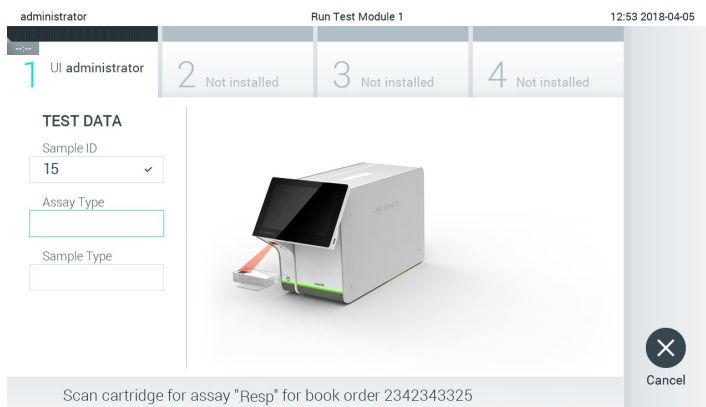 administrator
Run Test Module 1
12:53 2018-04-05
--:--
1 UI administrator
2 Not installed
3 Not installed
4 Not installed
TEST DATA
Sample ID
15
Assay Type
Sample Type
Cancel
Scan cartridge for assay "Resp" for book order 2342343325